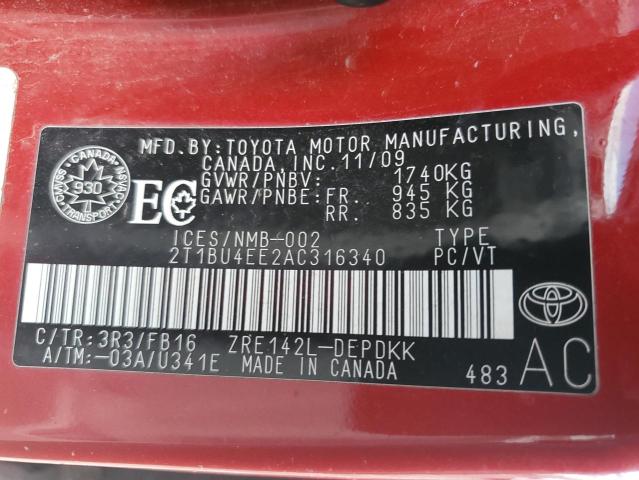 MFD. BY: TOYOTA MOTOR MANUFACTURING,
CANADA, INC. 11/09
GVWR/PNBV: 1740KG
GAWR/PNBE: FR. 945 KG
RR. 835 KG
CANADA
930
TRANSPORT
EC
ICES/NMB-002 TYPE
2T1BU4EE2AC316340 PC/VT
C/TR: 3R3/FB16 ZRE142L-DEPDKK
A/TM: -03A/U341E MADE IN CANADA
483 AC